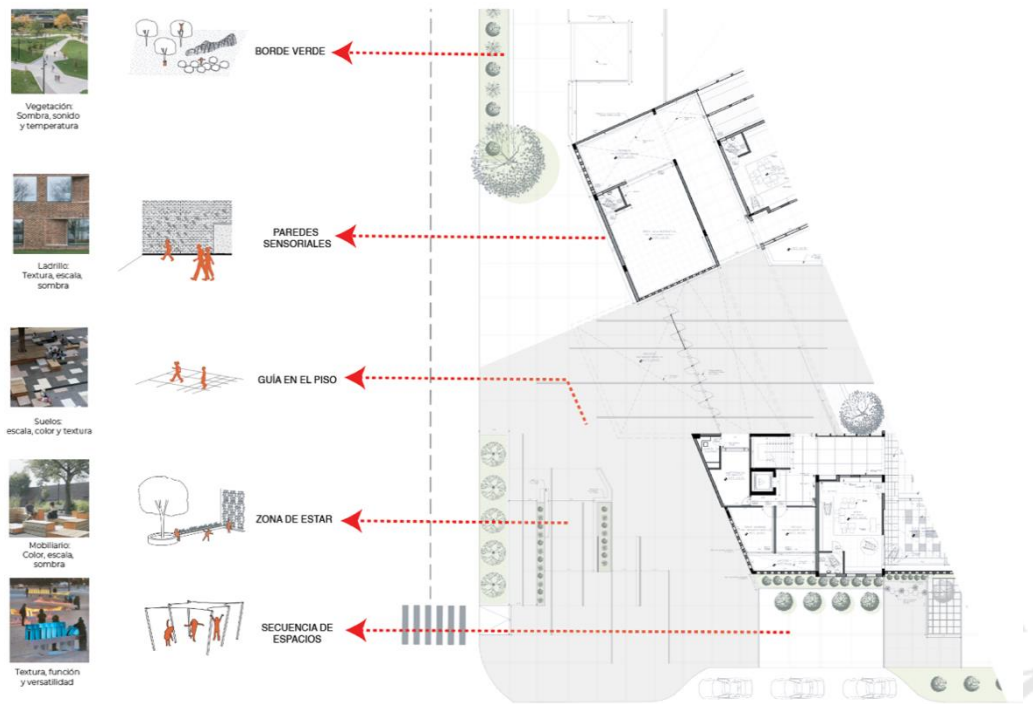 BORDE VERDE
Vegetación:
Sombra, sonido
y temperatura
PAREDES
SENSORIALES
Ladrillo:
Textura, escala,
sombra
GUÍA EN EL PISO
Suelos:
escala, color y textura
ZONA DE ESTAR
Mobiliario:
Color, escala,
sombra
SECUENCIA DE
ESPACIOS
Textura, función
y versatilidad